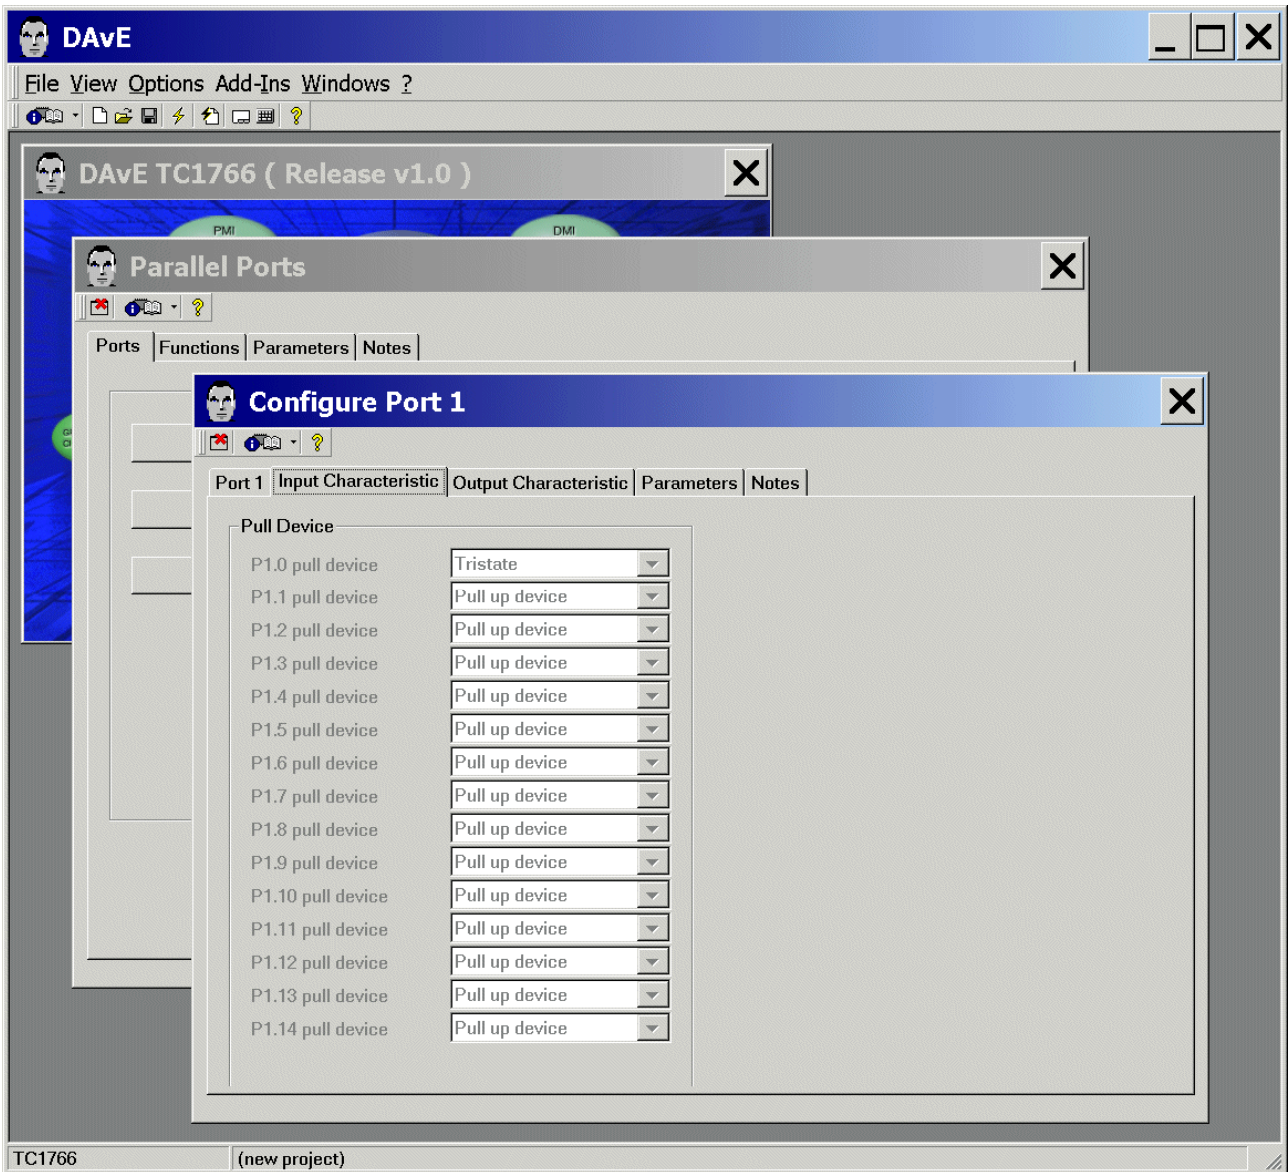 DAvE
File View Options Add-Ins Windows ?
DAvE TC1766 ( Release v1.0 )
PMI DMI
Parallel Ports
Ports Functions Parameters Notes
Configure Port 1
Port 1 Input Characteristic Output Characteristic Parameters Notes
Pull Device
P1.0 pull device Tristate
P1.1 pull device Pull up device
P1.2 pull device Pull up device
P1.3 pull device Pull up device
P1.4 pull device Pull up device
P1.5 pull device Pull up device
P1.6 pull device Pull up device
P1.7 pull device Pull up device
P1.8 pull device Pull up device
P1.9 pull device Pull up device
P1.10 pull device Pull up device
P1.11 pull device Pull up device
P1.12 pull device Pull up device
P1.13 pull device Pull up device
P1.14 pull device Pull up device
TC1766 (new project)